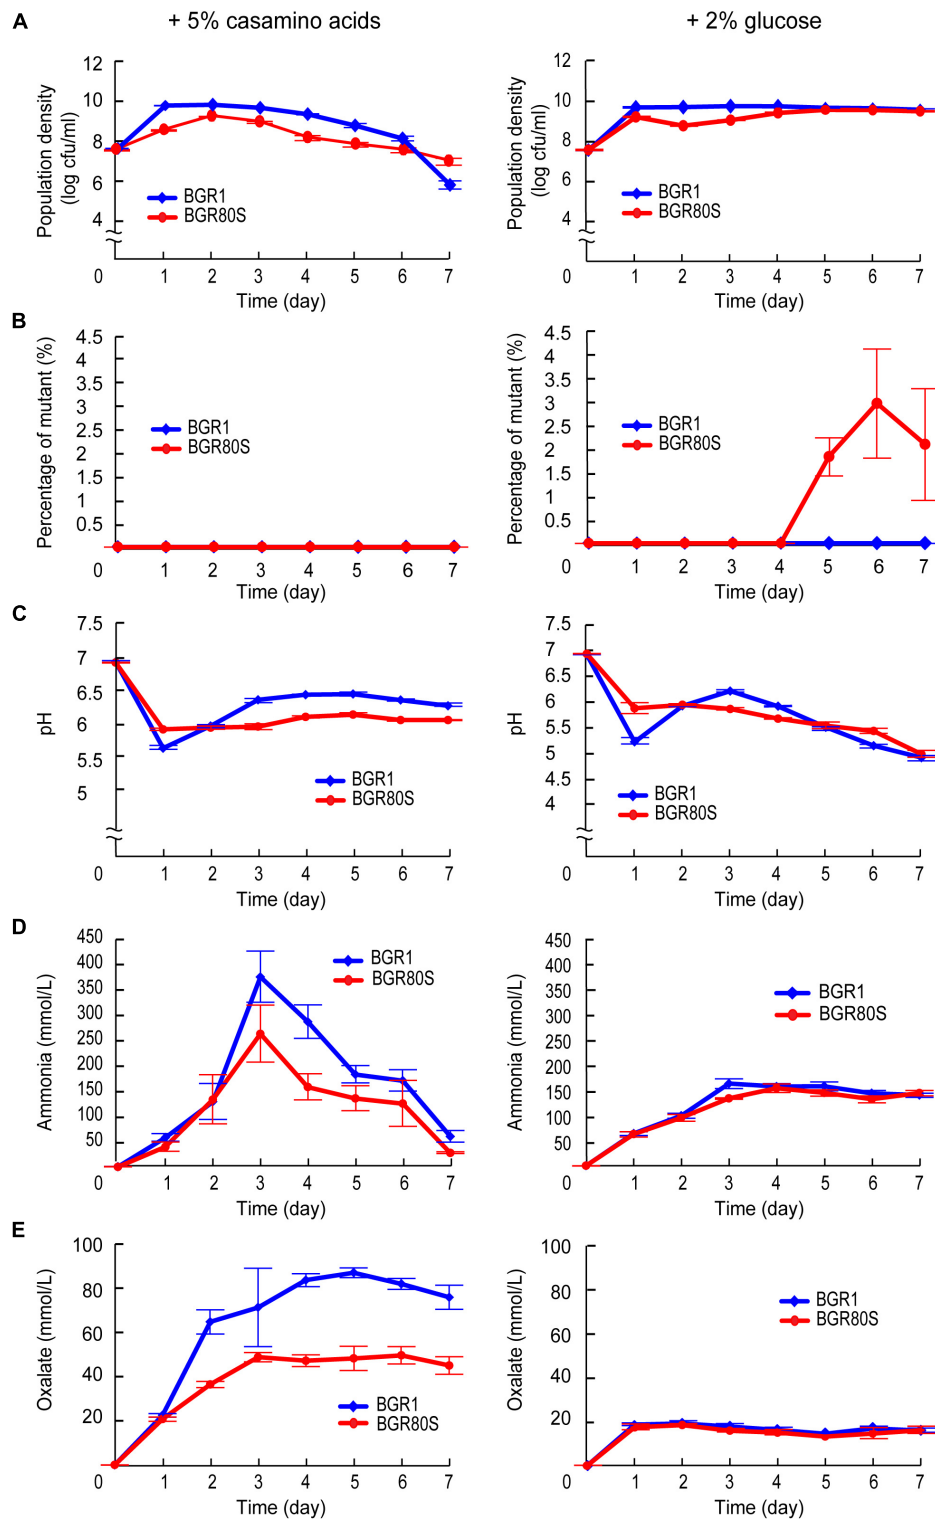 A
+ 5% casamino acids
+ 2% glucose
Population density
(log cfu/ml)
12
10
8
6
4
0
BGR1
BGR80S
1 2 3 4 5 6 7
Time (day)
Population density
(log cfu/ml)
12
10
8
6
4
0
BGR1
BGR80S
1 2 3 4 5 6 7
Time (day)
B
Percentage of mutant (%)
4.5
4
3.5
3
2.5
2
1.5
1
0.5
0
BGR1
BGR80S
1 2 3 4 5 6 7
Time (day)
Percentage of mutant (%)
4.5
4
3.5
3
2.5
2
1.5
1
0.5
0
BGR1
BGR80S
1 2 3 4 5 6 7
Time (day)
C
pH
7.5
7
6.5
6
5.5
5
0
BGR1
BGR80S
1 2 3 4 5 6 7
Time (day)
pH
7.5
7
6.5
6
5.5
5
4.5
4
0
BGR1
BGR80S
1 2 3 4 5 6 7
Time (day)
D
Ammonia (mmol/L)
450
400
350
300
250
200
150
100
50
0
BGR1
BGR80S
1 2 3 4 5 6 7
Time (day)
Ammonia (mmol/L)
450
400
350
300
250
200
150
100
50
0
BGR1
BGR80S
1 2 3 4 5 6 7
Time (day)
E
Oxalate (mmol/L)
100
80
60
40
20
0
BGR1
BGR80S
1 2 3 4 5 6 7
Time (day)
Oxalate (mmol/L)
100
80
60
40
20
0
BGR1
BGR80S
1 2 3 4 5 6 7
Time (day)